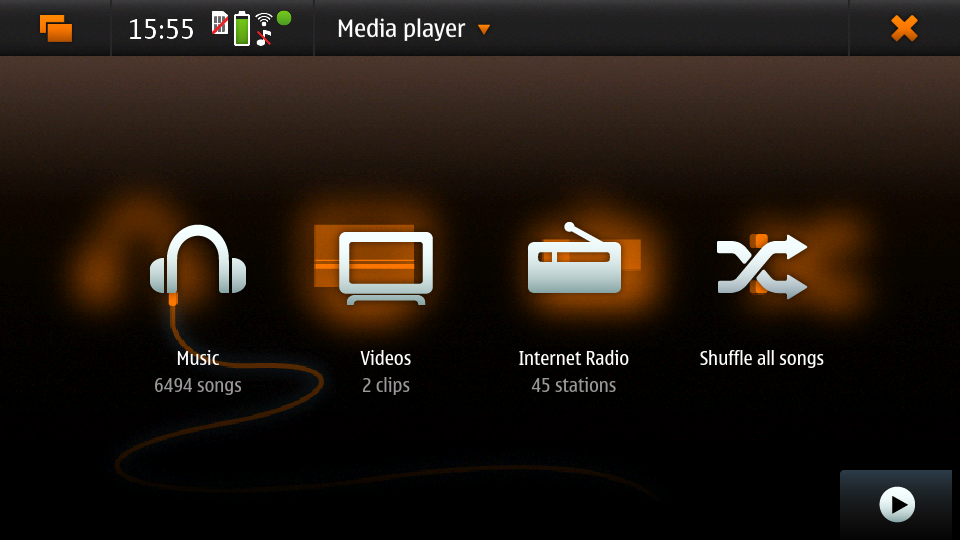 15:55
Media player
Music
6494 songs
Videos
2 clips
Internet Radio
45 stations
Shuffle all songs